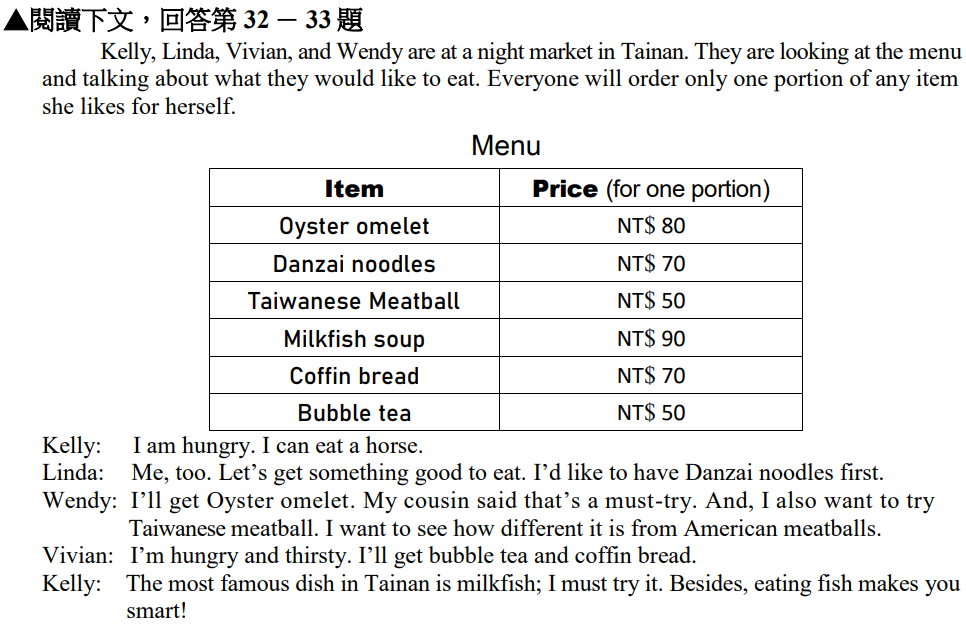 ▲閱讀下文，回答第 32 － 33 題
Kelly, Linda, Vivian, and Wendy are at a night market in Tainan. They are looking at the menu
and talking about what they would like to eat. Everyone will order only one portion of any item
she likes for herself.
Menu
Item Price (for one portion)
Oyster omelet NT$ 80
Danzai noodles NT$ 70
Taiwanese Meatball NT$ 50
Milkfish soup NT$ 90
Coffin bread NT$ 70
Bubble tea NT$ 50
Kelly: I am hungry. I can eat a horse.
Linda: Me, too. Let’s get something good to eat. I’d like to have Danzai noodles first.
Wendy: I’ll get Oyster omelet. My cousin said that’s a must-try. And, I also want to try
Taiwanese meatball. I want to see how different it is from American meatballs.
Vivian: I’m hungry and thirsty. I’ll get bubble tea and coffin bread.
Kelly: The most famous dish in Tainan is milkfish; I must try it. Besides, eating fish makes you
smart!